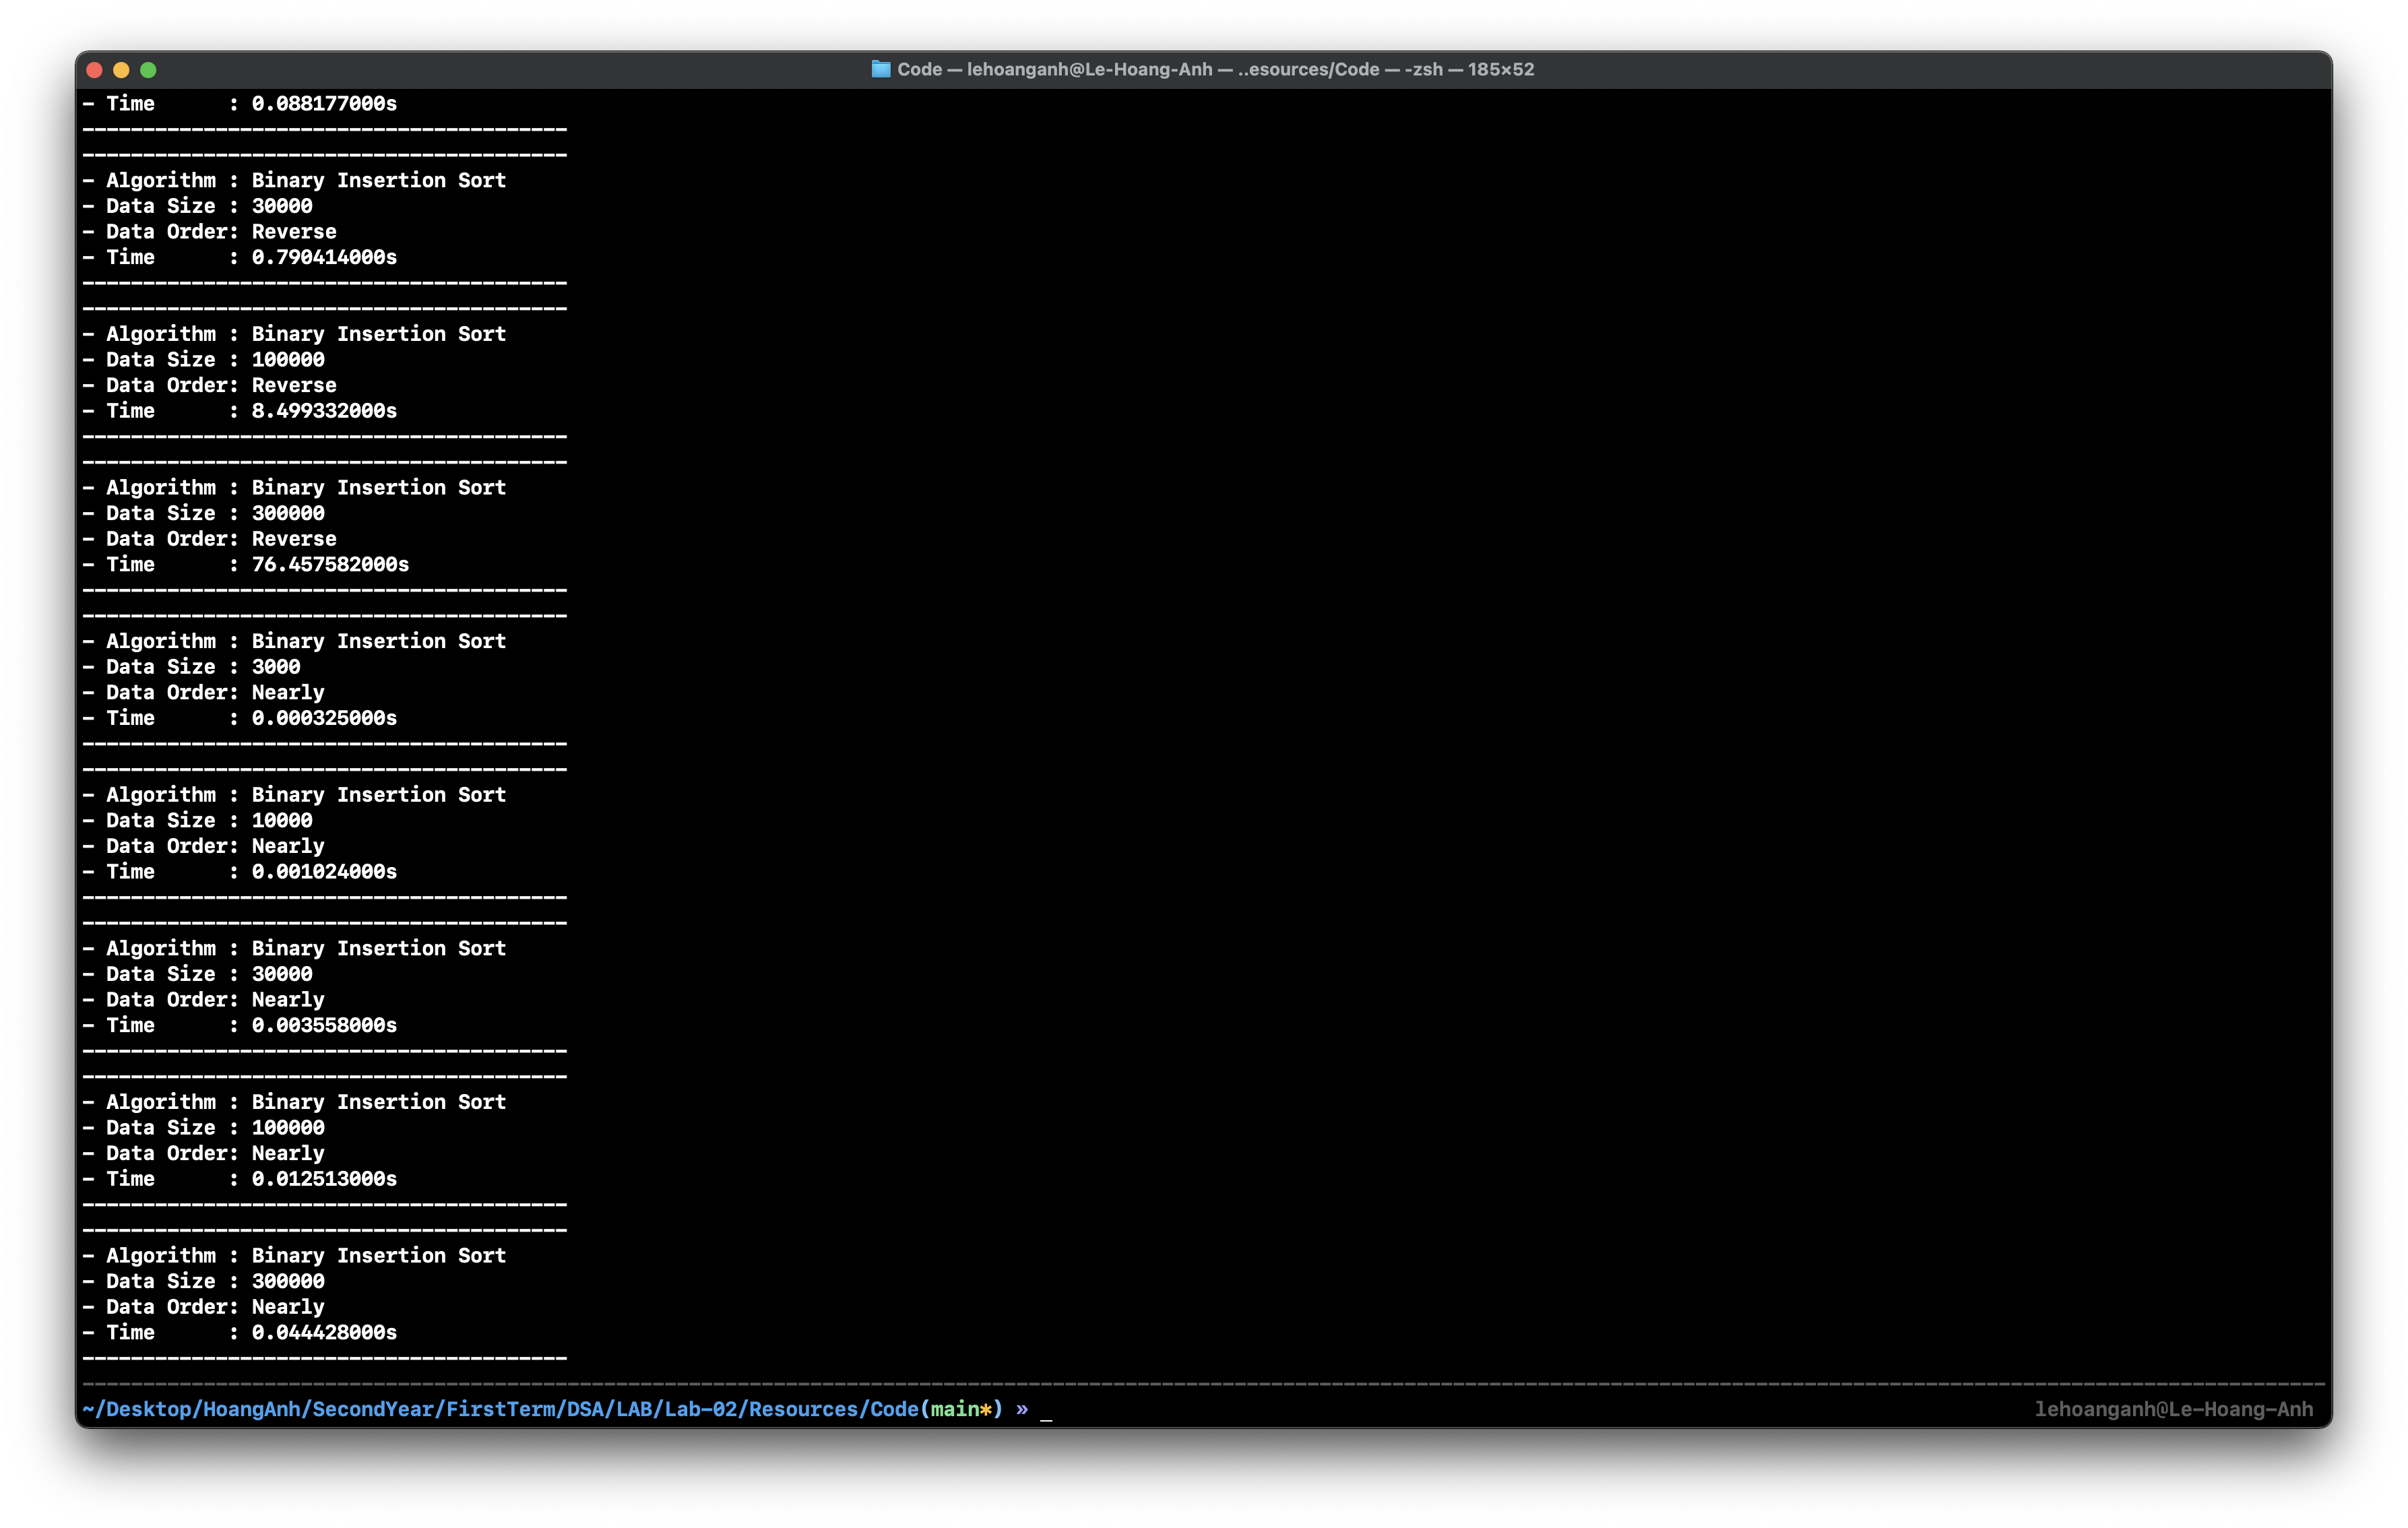 Code — lehoanganh@Le-Hoang-Anh — ..esources/Code — -zsh — 185×52
- Time      : 0.088177000s
----------------------------------------
----------------------------------------
- Algorithm : Binary Insertion Sort
- Data Size : 30000
- Data Order: Reverse
- Time      : 0.790414000s
----------------------------------------
----------------------------------------
- Algorithm : Binary Insertion Sort
- Data Size : 100000
- Data Order: Reverse
- Time      : 8.499332000s
----------------------------------------
----------------------------------------
- Algorithm : Binary Insertion Sort
- Data Size : 300000
- Data Order: Reverse
- Time      : 76.457582000s
----------------------------------------
----------------------------------------
- Algorithm : Binary Insertion Sort
- Data Size : 3000
- Data Order: Nearly
- Time      : 0.000325000s
----------------------------------------
----------------------------------------
- Algorithm : Binary Insertion Sort
- Data Size : 10000
- Data Order: Nearly
- Time      : 0.001024000s
----------------------------------------
----------------------------------------
- Algorithm : Binary Insertion Sort
- Data Size : 30000
- Data Order: Nearly
- Time      : 0.003558000s
----------------------------------------
----------------------------------------
- Algorithm : Binary Insertion Sort
- Data Size : 100000
- Data Order: Nearly
- Time      : 0.012513000s
----------------------------------------
----------------------------------------
- Algorithm : Binary Insertion Sort
- Data Size : 300000
- Data Order: Nearly
- Time      : 0.044428000s
----------------------------------------
~/Desktop/HoangAnh/SecondYear/FirstTerm/DSA/LAB/Lab-02/Resources/Code(main*) » _ lehoanganh@Le-Hoang-Anh